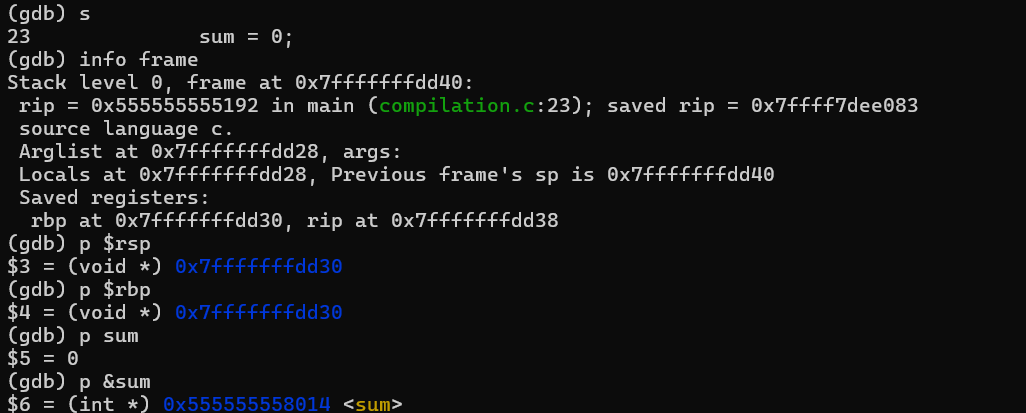 (gdb) s
23              sum = 0;
(gdb) info frame
Stack level 0, frame at 0x7fffffffdd40:
 rip = 0x555555555192 in main (compilation.c:23); saved rip = 0x7ffff7dee083
 source language c.
 Arglist at 0x7fffffffdd28, args:
 Locals at 0x7fffffffdd28, Previous frame's sp is 0x7fffffffdd40
 Saved registers:
  rbp at 0x7fffffffdd30, rip at 0x7fffffffdd38
(gdb) p $rsp
$3 = (void *) 0x7fffffffdd30
(gdb) p $rbp
$4 = (void *) 0x7fffffffdd30
(gdb) p sum
$5 = 0
(gdb) p &sum
$6 = (int *) 0x555555558014 <sum>